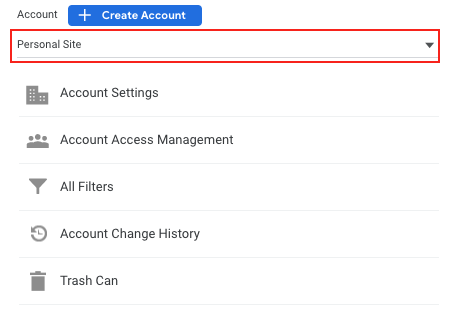 Account
Create Account
Personal Site
Account Settings
Account Access Management
All Filters
Account Change History
Trash Can